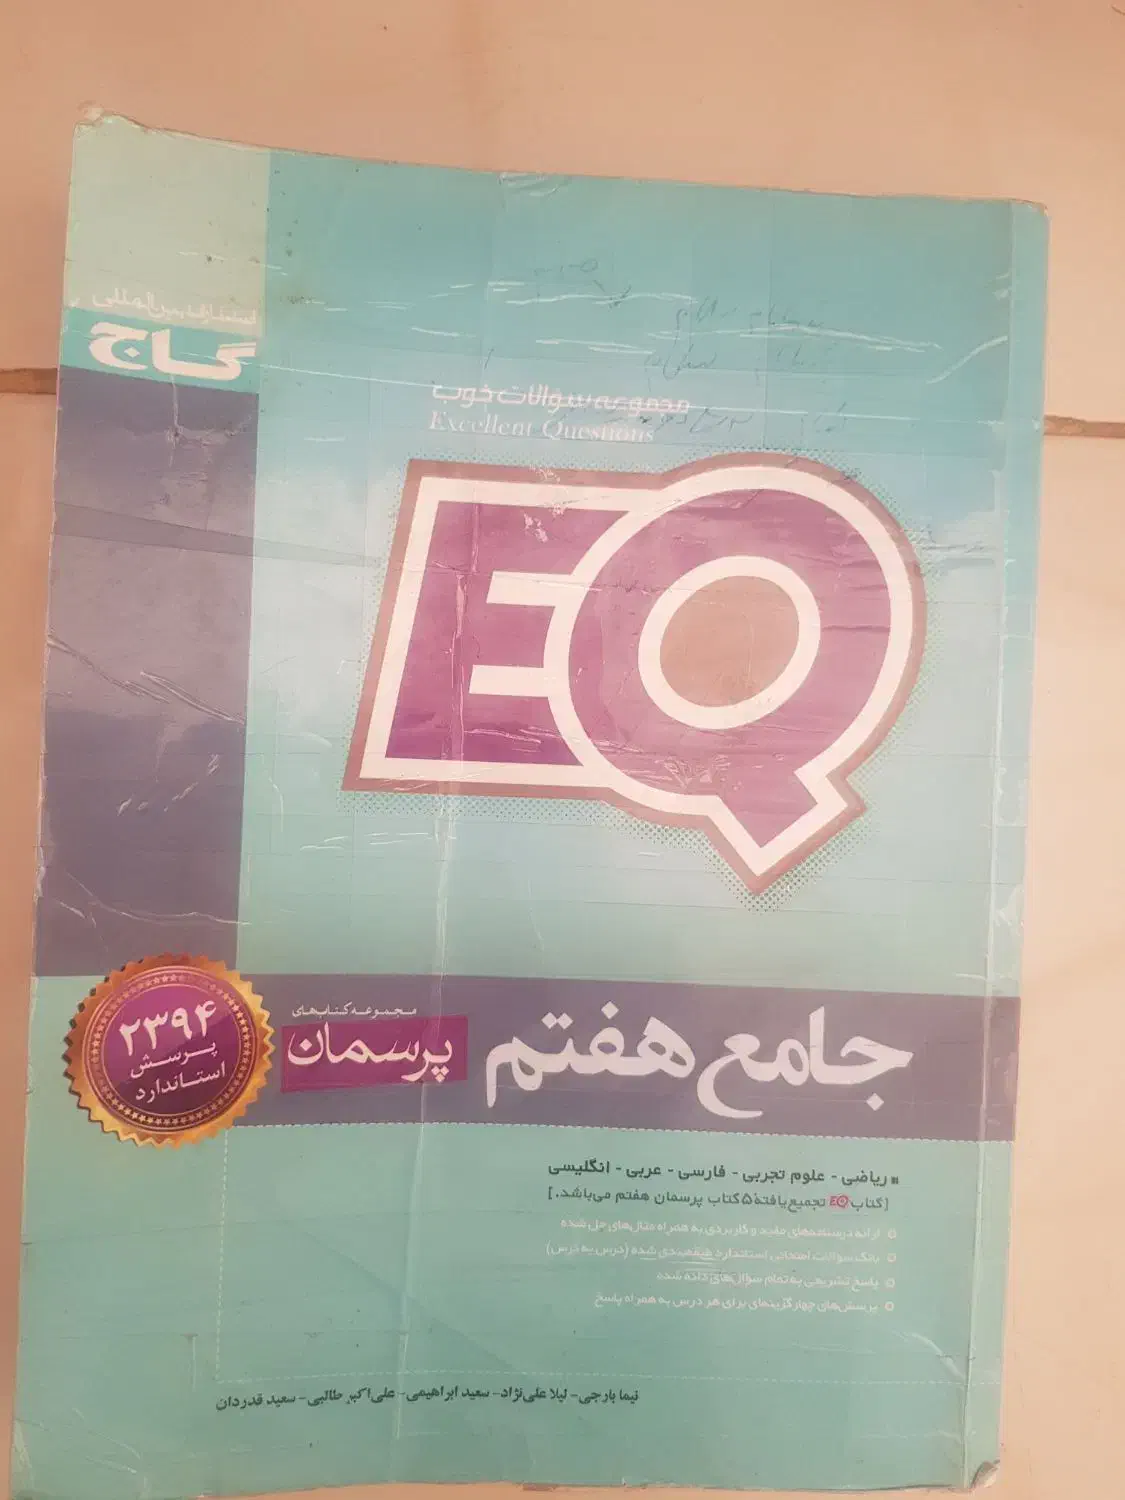 انتشارات بین‌المللی
گاج
مجموعه سؤالات خوب
Excellent Questions
EQ
جامع هفتم
مجموعه کتاب‌های
پرسمان
۲۳۹۴
پرسش
استاندارد
ریاضی - علوم تجربی - فارسی - عربی - انگلیسی
[کتاب EQ تجمیع‌یافتهٔ ۵ کتاب پرسمان هفتم می‌باشد.]
ارائه درسنامه‌های مفید و کاربردی به همراه مثال‌های حل شده
بانک سوالات امتحانی استاندارد طبقه‌بندی شده (درس به درس)
پاسخ تشریحی به تمام سؤال‌های داده شده
پرسش‌های چهارگزینه‌ای برای هر درس به همراه پاسخ
نیما یارجی - لیلا علی‌نژاد - سعید ابراهیمی - علی‌اکبر طالبی - سعید قدردان